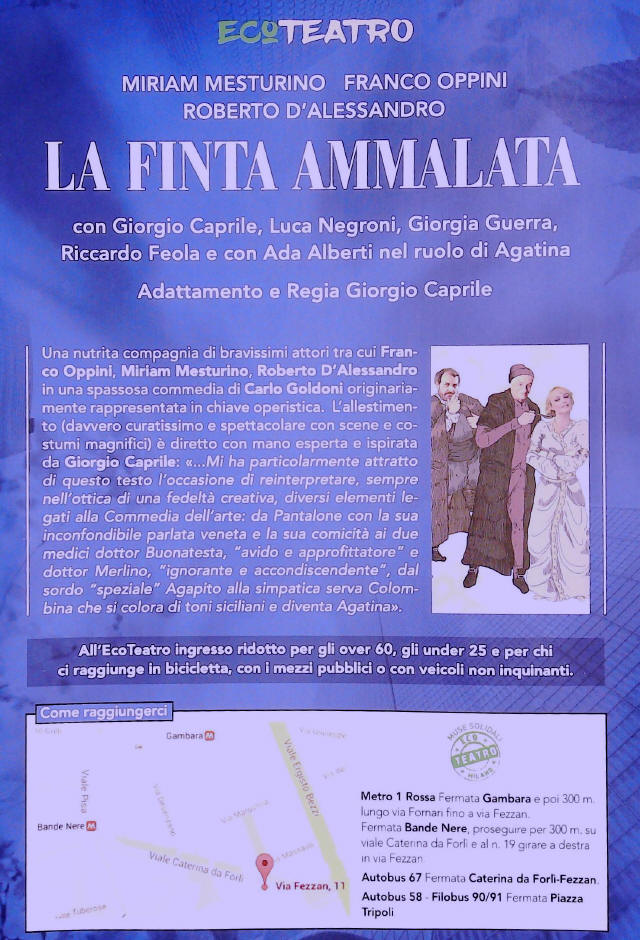 ECOTEATRO
MIRIAM MESTURINO FRANCO OPPINI
ROBERTO D'ALESSANDRO
LA FINTA AMMALATA
con Giorgio Caprile, Luca Negroni, Giorgia Guerra,
Riccardo Feola e con Ada Alberti nel ruolo di Agatina
Adattamento e Regia Giorgio Caprile
Una nutrita compagnia di bravissimi attori tra cui Fran-
co Oppini, Miriam Mesturino, Roberto D'Alessandro
in una spassosa commedia di Carlo Goldoni originaria-
mente rappresentata in chiave operistica. L'allestimen-
to (davvero curatissimo e spettacolare con scene e co-
stumi magnifici) è diretto con mano esperta e ispirata
da Giorgio Caprile: «...Mi ha particolarmente attratto
di questo testo l'occasione di reinterpretare, sempre
nell'ottica di una fedeltà creativa, diversi elementi le-
gati alla Commedia dell'arte: da Pantalone con la sua
inconfondibile parlata veneta e la sua comicità ai due
medici dottor Buonatesta, "avido e approfittatore" e
dottor Merlino, "ignorante e accondiscendente", dal
sordo "speziale" Agapito alla simpatica serva Colom-
bina che si colora di toni siciliani e diventa Agatina».
All'EcoTeatro ingresso ridotto per gli over 60, gli under 25 e per chi
ci raggiunge in bicicletta, con i mezzi pubblici o con veicoli non inquinanti.
Come raggiungerci
Gambara M
Viale Ergisto Bezzi
Viale Pisa
Bande Nere M
Via Marghera
Viale Caterina da Forlì
Via Fezzan, 11
Tuberose
MUSE SOLIDALI
ECO
TEATRO
MILANO
Metro 1 Rossa Fermata Gambara e poi 300 m.
lungo via Fornari fino a via Fezzan.
Fermata Bande Nere, proseguire per 300 m. su
viale Caterina da Forlì e al n. 19 girare a destra
in via Fezzan
Autobus 67 Fermata Caterina da Forlì-Fezzan.
Autobus 58 - Filobus 90/91 Fermata Piazza
Tripoli